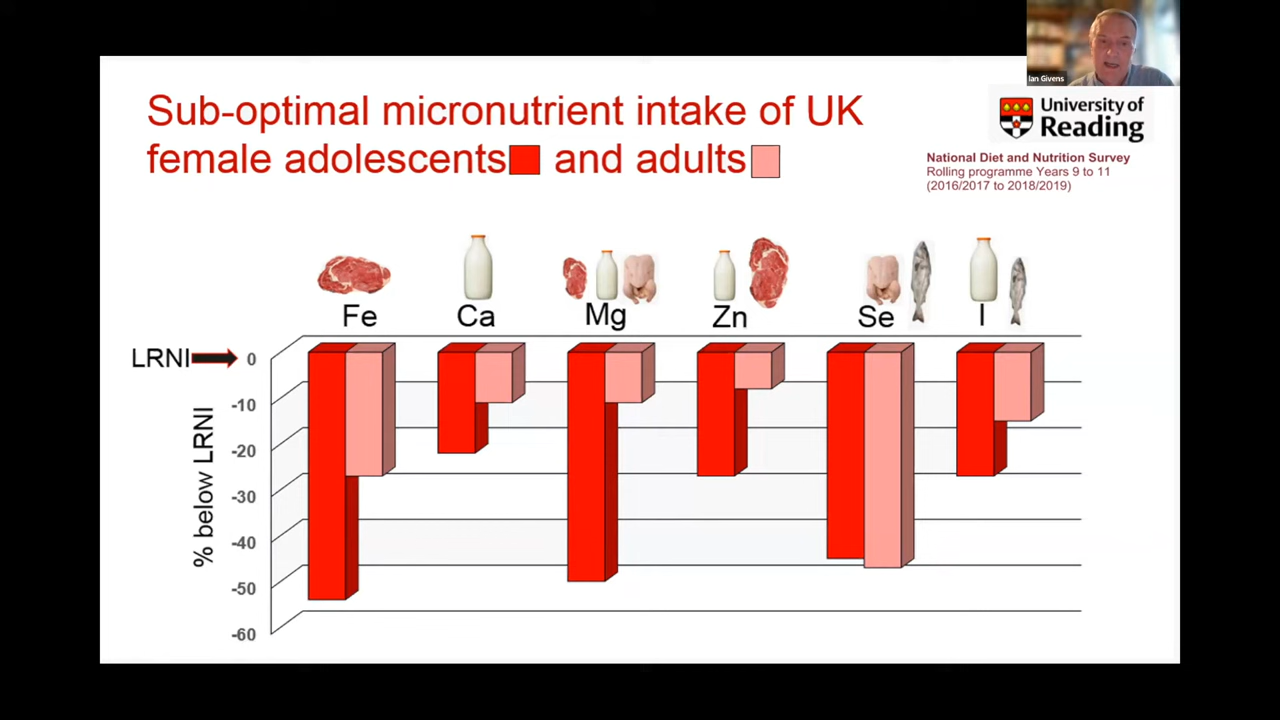 Ian Givens
Sub-optimal micronutrient intake of UK
female adolescents and adults
University of
Reading
National Diet and Nutrition Survey
Rolling programme Years 9 to 11
(2016/2017 to 2018/2019)
Fe Ca Mg Zn Se I
LRNI 0
-10
-20
-30
-40
-50
-60
% below LRNI